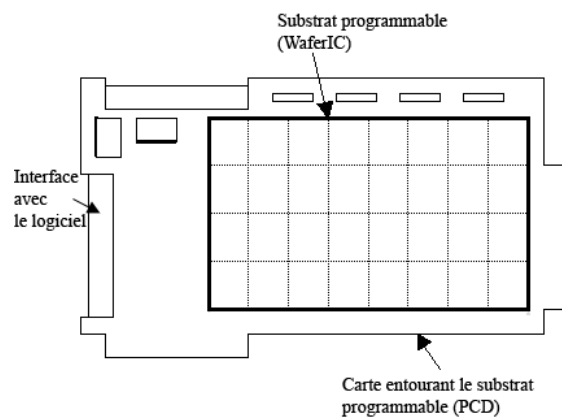 Substrat programmable
(WaferIC)
Interface
avec
le logiciel
Carte entourant le substrat
programmable (PCD)